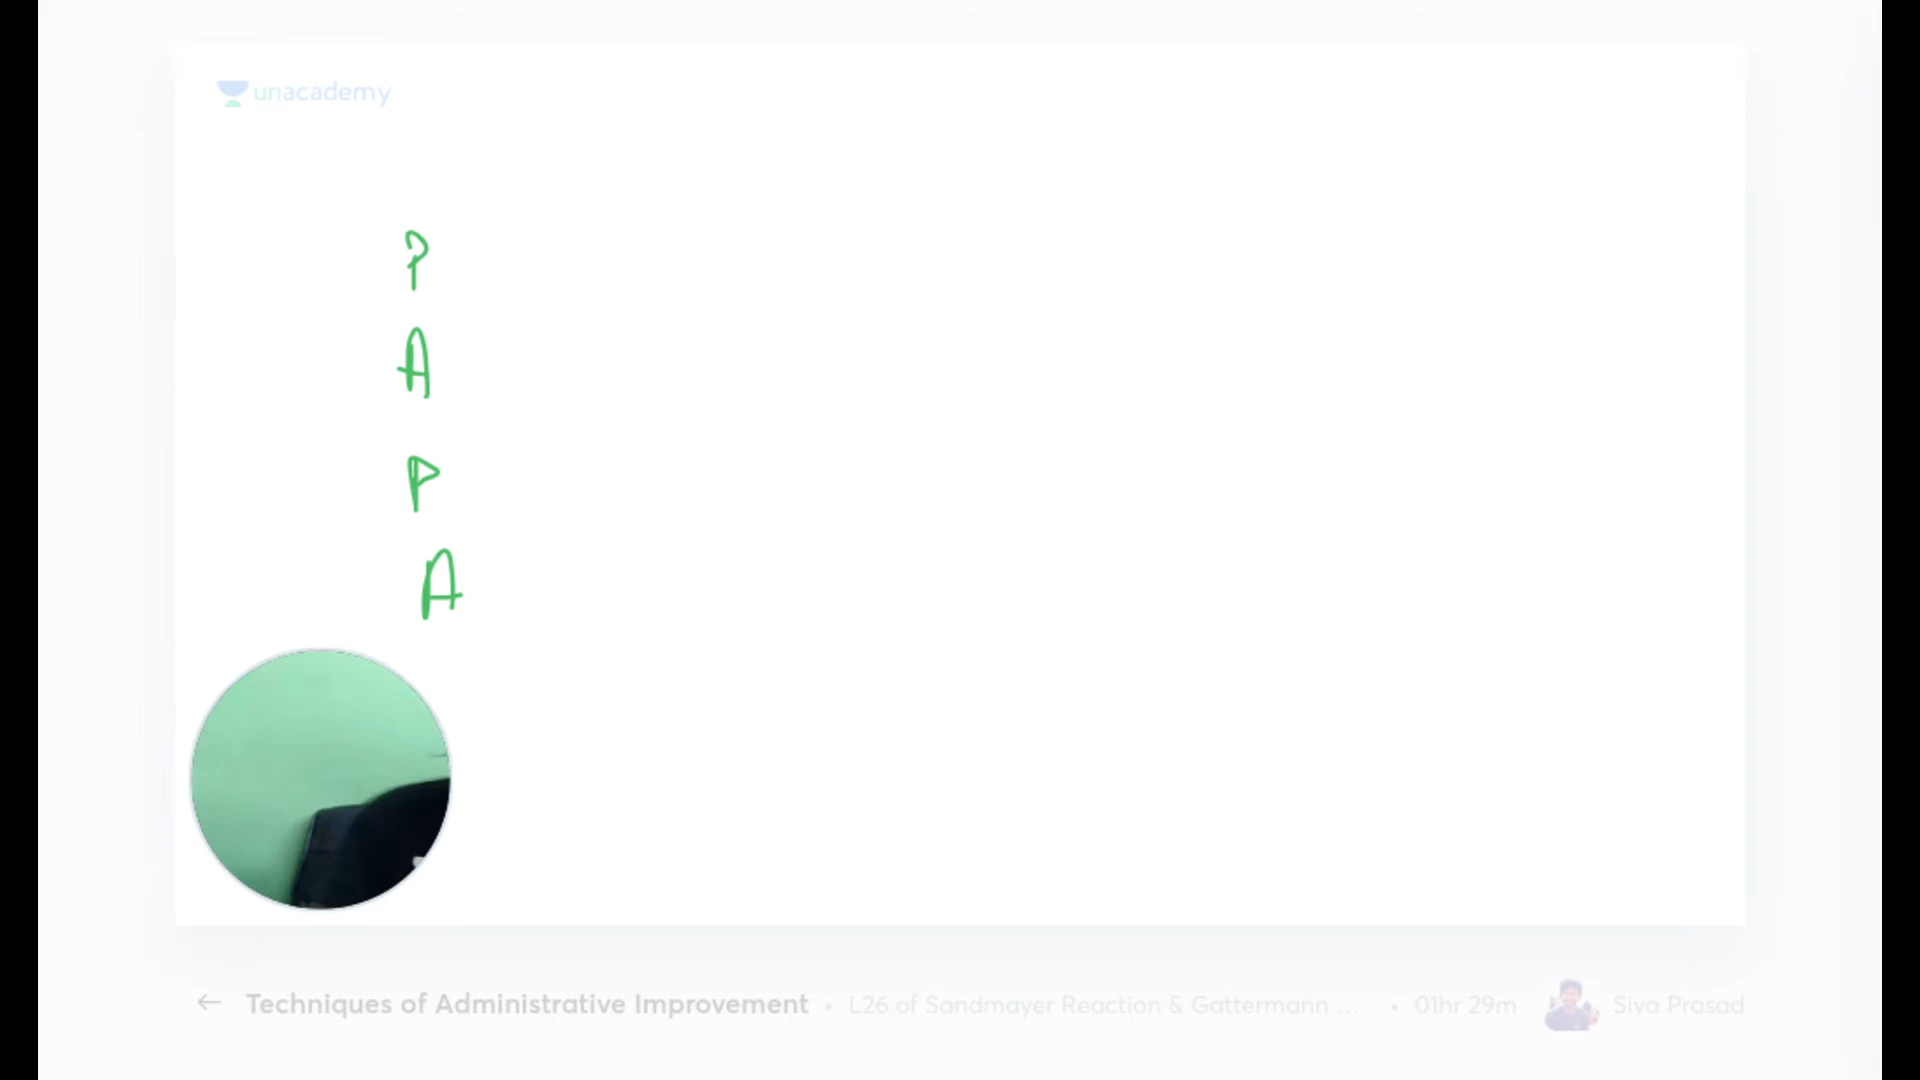 unacademy
P
A
P
A
Techniques of Administrative Improvement • L26 of Sandmayer Reaction & Gattermann ... • 01hr 29m Siva Prasad